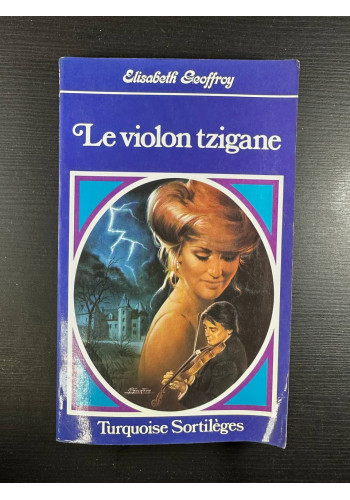 Elisabeth Geoffroy
Le violon tzigane
Turquoise Sortilèges